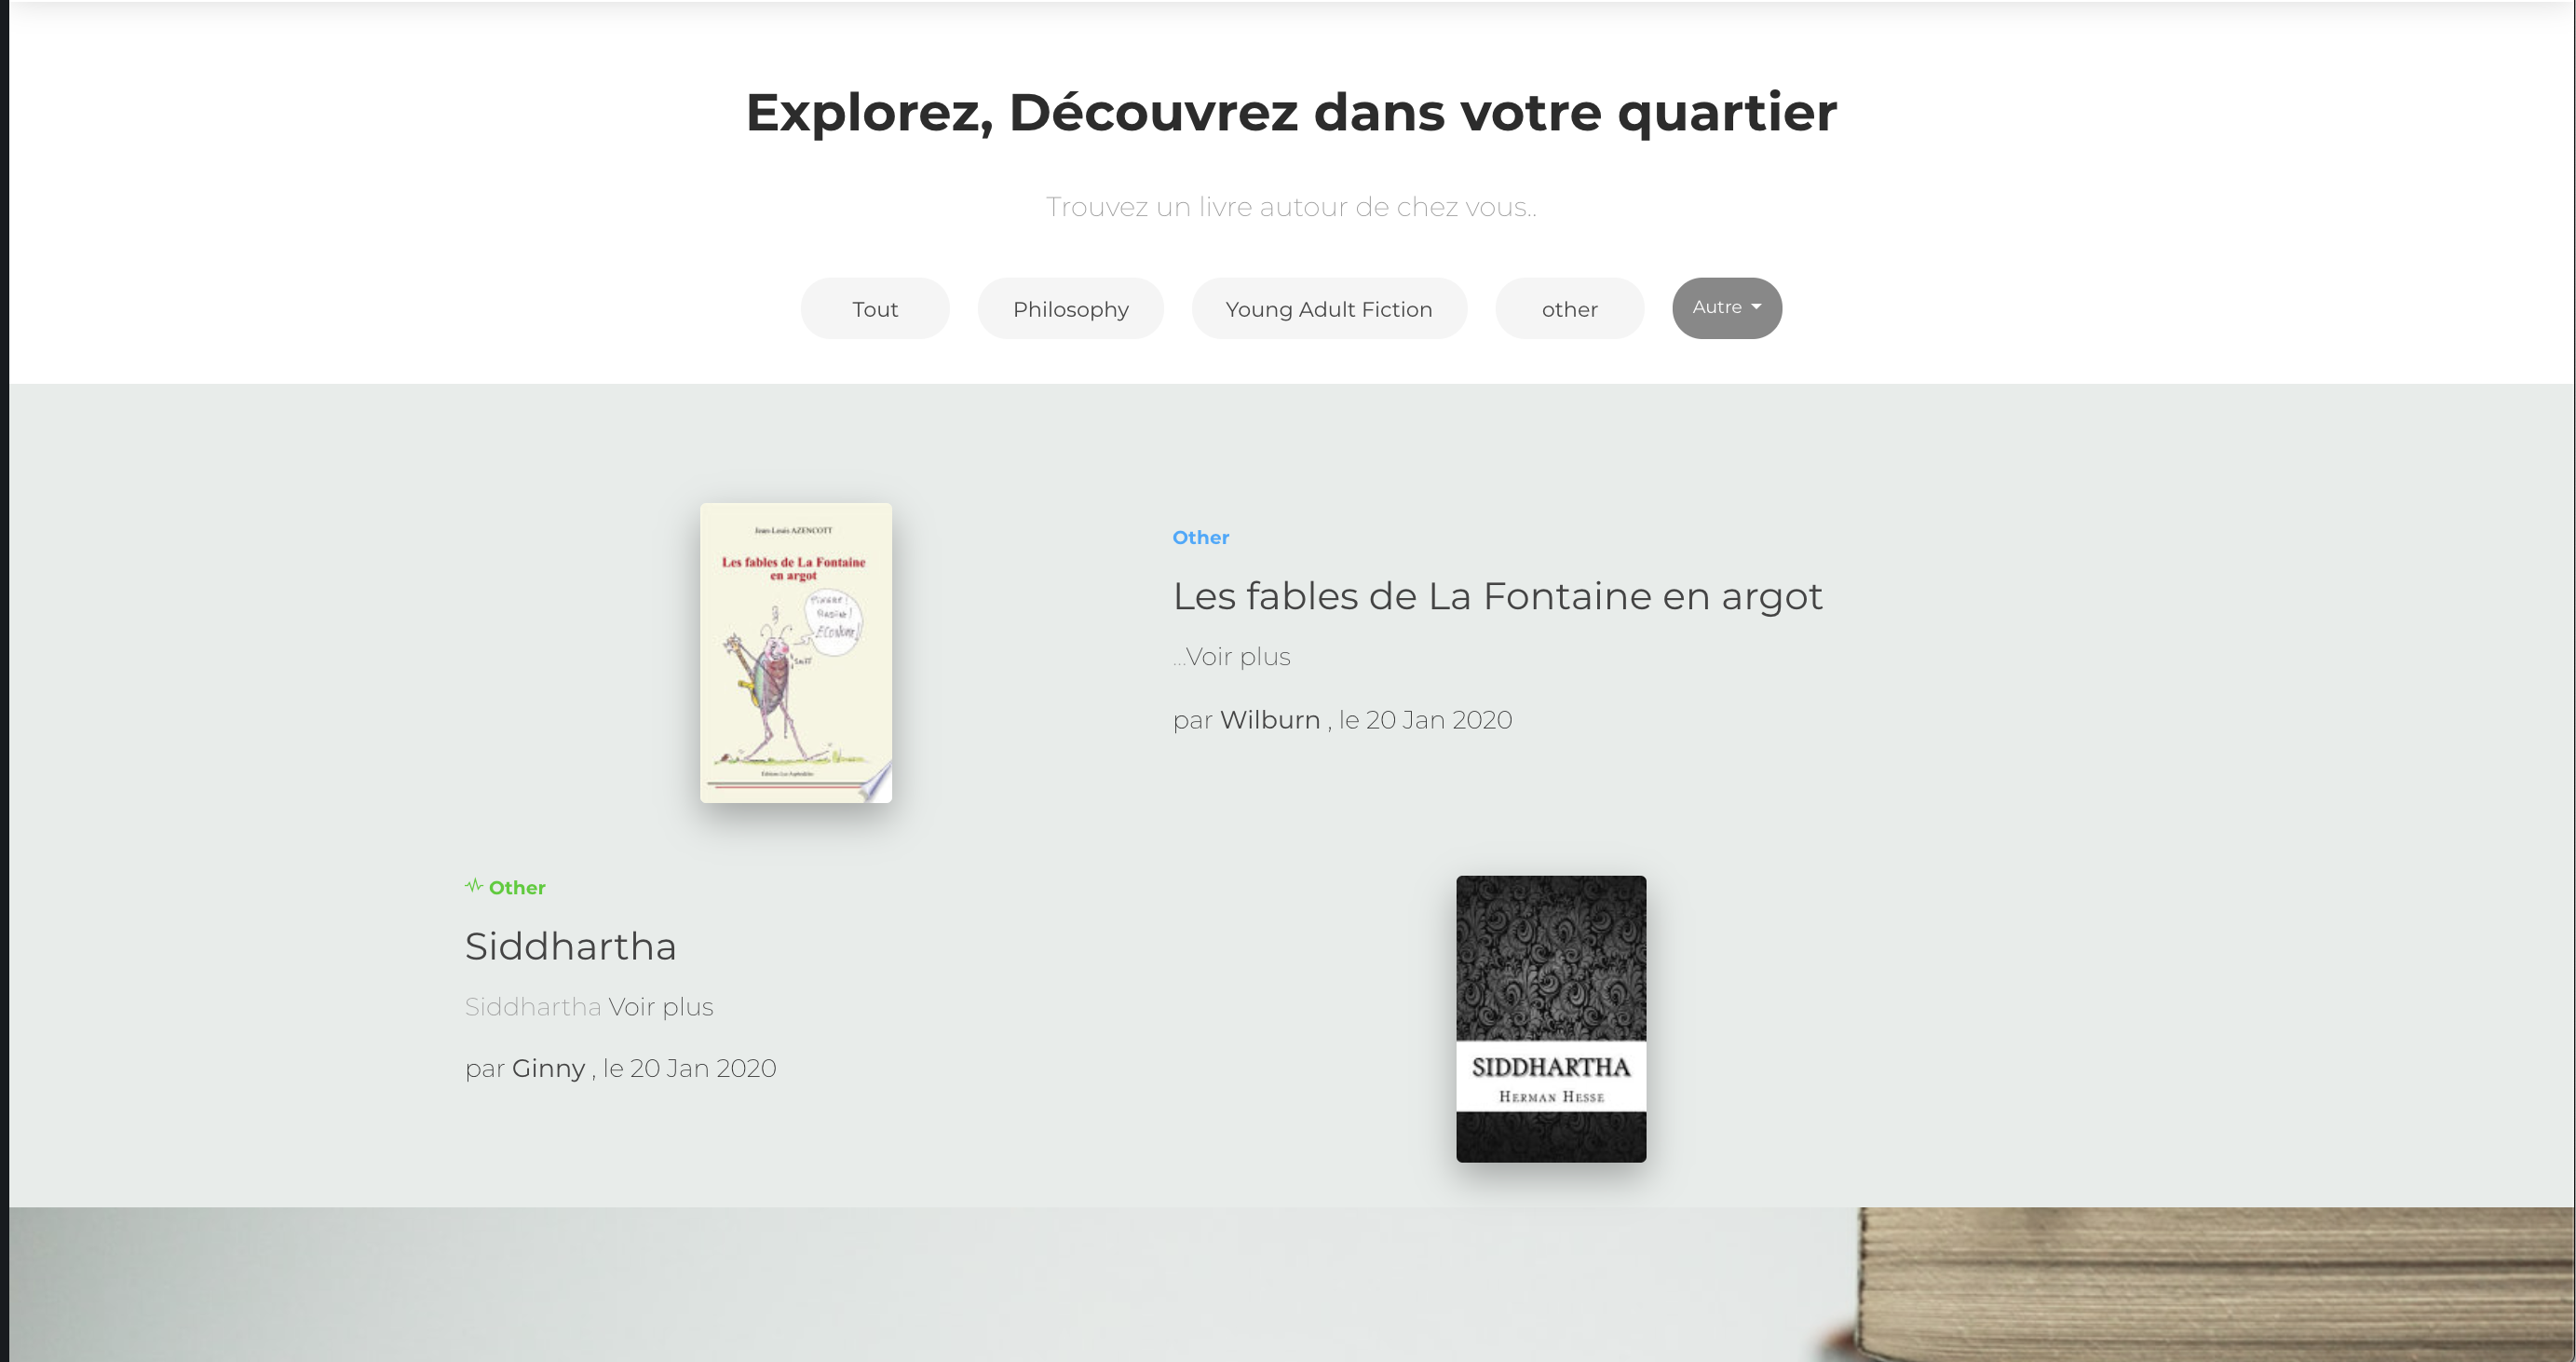 Explorez, Découvrez dans votre quartier
Trouvez un livre autour de chez vous..
Tout
Philosophy
Young Adult Fiction
other
Autre
Jean-Louis AZENCOTT
Les fables de La Fontaine
en argot
Other
Les fables de La Fontaine en argot
...Voir plus
par Wilburn , le 20 Jan 2020
Other
Siddhartha
Siddhartha Voir plus
par Ginny , le 20 Jan 2020
SIDDHARTHA
HERMAN HESSE